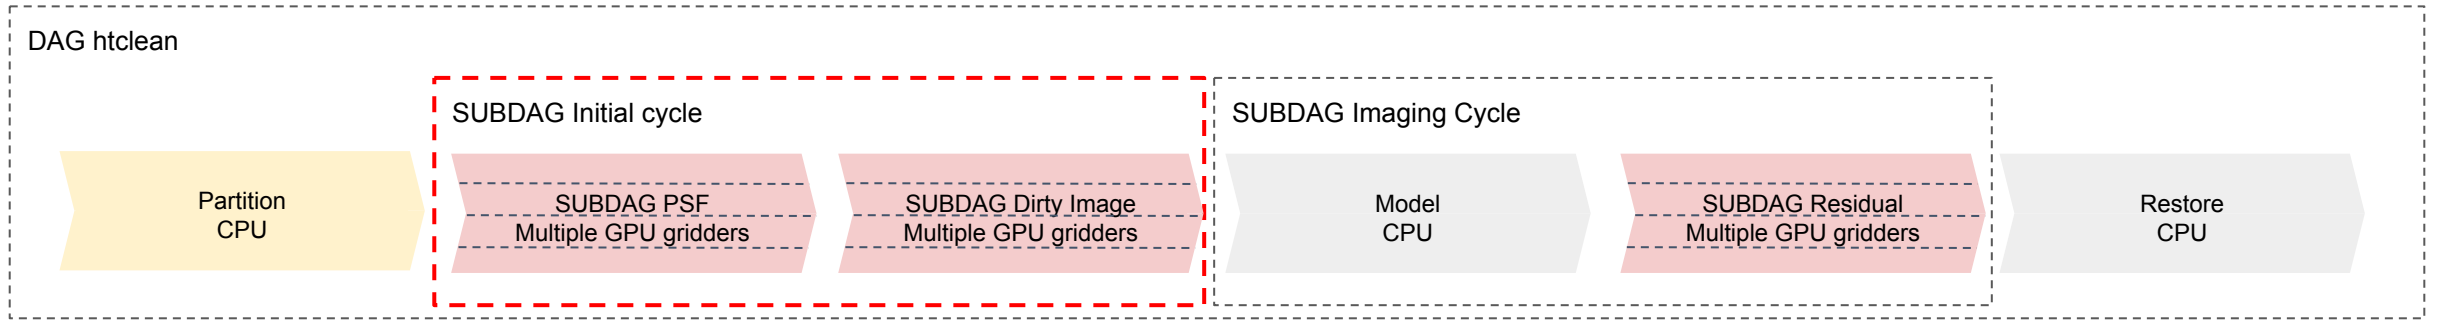 DAG htclean
SUBDAG Initial cycle
SUBDAG Imaging Cycle
Partition
CPU
SUBDAG PSF
Multiple GPU gridders
SUBDAG Dirty Image
Multiple GPU gridders
Model
CPU
SUBDAG Residual
Multiple GPU gridders
Restore
CPU